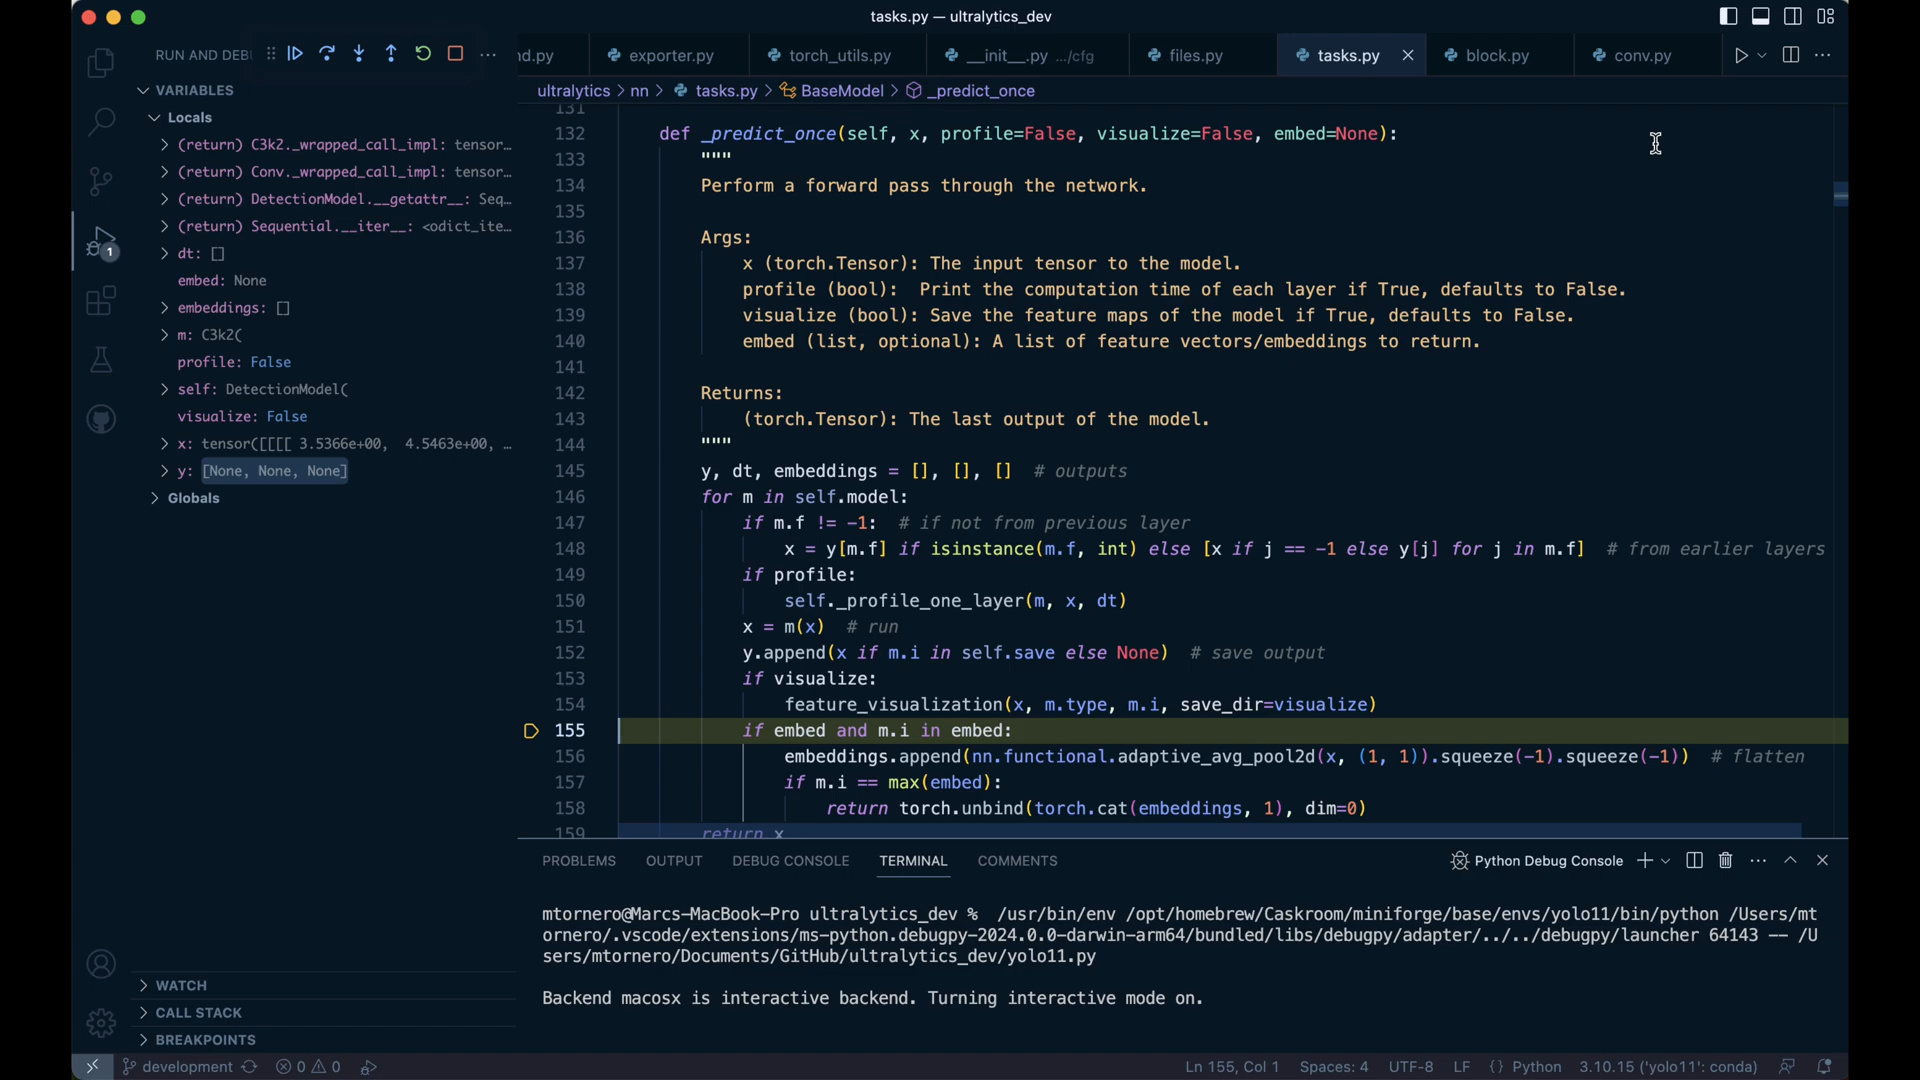 tasks.py — ultralytics_dev
RUN AND DEBU
nd.py
exporter.py
torch_utils.py
__init__.py .../cfg
files.py
tasks.py
block.py
conv.py
VARIABLES
Locals
(return) C3k2._wrapped_call_impl: tensor…
(return) Conv._wrapped_call_impl: tensor…
(return) DetectionModel.__getattr__: Seq…
(return) Sequential.__iter__: <odict_ite…
dt: []
embed: None
embeddings: []
m: C3k2(
profile: False
self: DetectionModel(
visualize: False
x: tensor([[[[ 3.5366e+00, 4.5463e+00, …
y: [None, None, None]
Globals
WATCH
CALL STACK
BREAKPOINTS
1
ultralytics > nn > tasks.py > BaseModel > _predict_once
131
132 def _predict_once(self, x, profile=False, visualize=False, embed=None):
133 """
134 Perform a forward pass through the network.
135
136 Args:
137 x (torch.Tensor): The input tensor to the model.
138 profile (bool):  Print the computation time of each layer if True, defaults to False.
139 visualize (bool): Save the feature maps of the model if True, defaults to False.
140 embed (list, optional): A list of feature vectors/embeddings to return.
141
142 Returns:
143 (torch.Tensor): The last output of the model.
144 """
145 y, dt, embeddings = [], [], []  # outputs
146 for m in self.model:
147 if m.f != -1:  # if not from previous layer
148 x = y[m.f] if isinstance(m.f, int) else [x if j == -1 else y[j] for j in m.f]  # from earlier layers
149 if profile:
150 self._profile_one_layer(m, x, dt)
151 x = m(x)  # run
152 y.append(x if m.i in self.save else None)  # save output
153 if visualize:
154 feature_visualization(x, m.type, m.i, save_dir=visualize)
155 if embed and m.i in embed:
156 embeddings.append(nn.functional.adaptive_avg_pool2d(x, (1, 1)).squeeze(-1).squeeze(-1))  # flatten
157 if m.i == max(embed):
158 return torch.unbind(torch.cat(embeddings, 1), dim=0)
159 return x
PROBLEMS OUTPUT DEBUG CONSOLE TERMINAL COMMENTS
Python Debug Console
mtornero@Marcs-MacBook-Pro ultralytics_dev %  /usr/bin/env /opt/homebrew/Caskroom/miniforge/base/envs/yolo11/bin/python /Users/mt
ornero/.vscode/extensions/ms-python.debugpy-2024.0.0-darwin-arm64/bundled/libs/debugpy/adapter/../../debugpy/launcher 64143 -- /U
sers/mtornero/Documents/GitHub/ultralytics_dev/yolo11.py
Backend macosx is interactive backend. Turning interactive mode on.
development
0
0
Ln 155, Col 1
Spaces: 4
UTF-8
LF
{} Python
3.10.15 ('yolo11': conda)